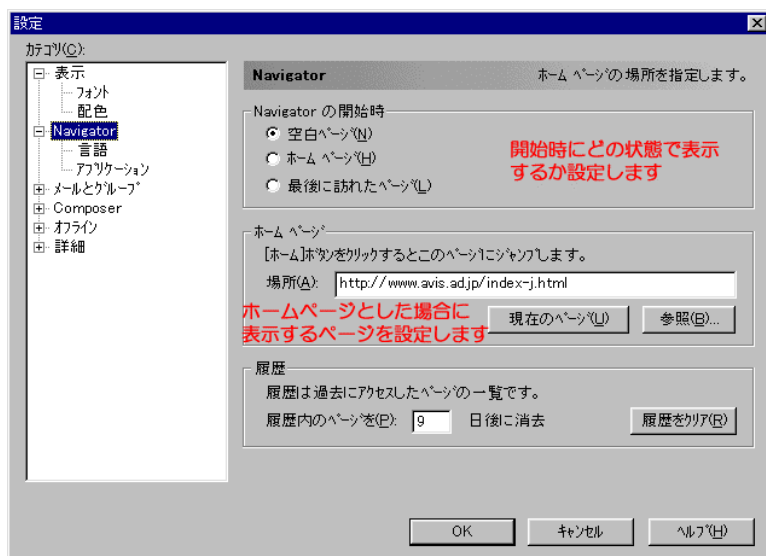 設定
カテゴリ(C):
表示
フォント
配色
Navigator
言語
アプリケーション
メールとグループ
Composer
オフライン
詳細
Navigator ホーム ページの場所を指定します。
Navigator の開始時
空白ページ(N)
ホーム ページ(H)
最後に訪れたページ(L)
開始時にどの状態で表示
するか設定します
ホーム ページ
[ホーム]ボタンをクリックするとこのページにジャンプします。
場所(A): http://www.avis.ad.jp/index-j.html
ホームページとした場合に
表示するページを設定します
現在のページ(U) 参照(B)...
履歴
履歴は過去にアクセスしたページの一覧です。
履歴内のページを(P): 9 日後に消去 履歴をクリア(R)
OK キャンセル ヘルプ(H)